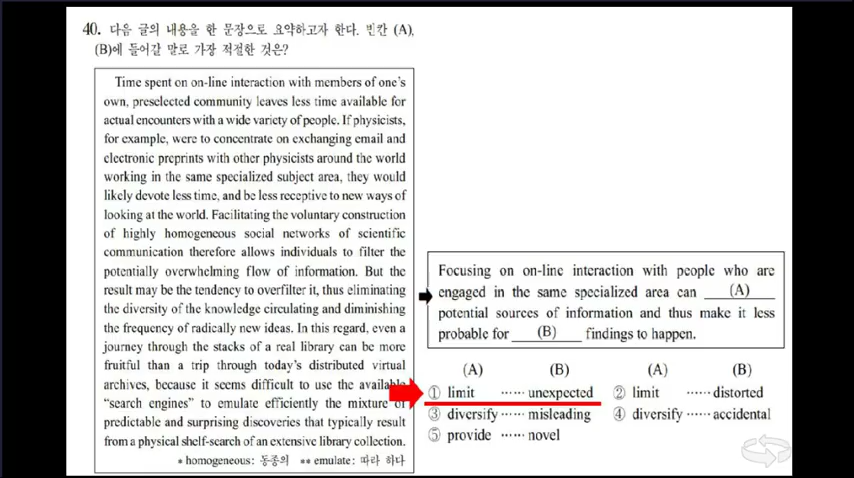 40. 다음 글의 내용을 한 문장으로 요약하고자 한다. 빈칸 (A),
(B)에 들어갈 말로 가장 적절한 것은?
Time spent on on-line interaction with members of one's
own, preselected community leaves less time available for
actual encounters with a wide variety of people. If physicists,
for example, were to concentrate on exchanging email and
electronic preprints with other physicists around the world
working in the same specialized subject area, they would
likely devote less time, and be less receptive to new ways of
looking at the world. Facilitating the voluntary construction
of highly homogeneous social networks of scientific
communication therefore allows individuals to filter the
potentially overwhelming flow of information. But the
result may be the tendency to overfilter it, thus eliminating
the diversity of the knowledge circulating and diminishing
the frequency of radically new ideas. In this regard, even a
journey through the stacks of a real library can be more
fruitful than a trip through today's distributed virtual
archives, because it seems difficult to use the available
"search engines" to emulate efficiently the mixture of
predictable and surprising discoveries that typically result
from a physical shelf-search of an extensive library collection.
* homogeneous: 동종의 ** emulate: 따라 하다
Focusing on on-line interaction with people who are
engaged in the same specialized area can (A)
potential sources of information and thus make it less
probable for (B) findings to happen.
(A) (B) (A) (B)
① limit …… unexpected ② limit …… distorted
③ diversify …… misleading ④ diversify …… accidental
⑤ provide …… novel